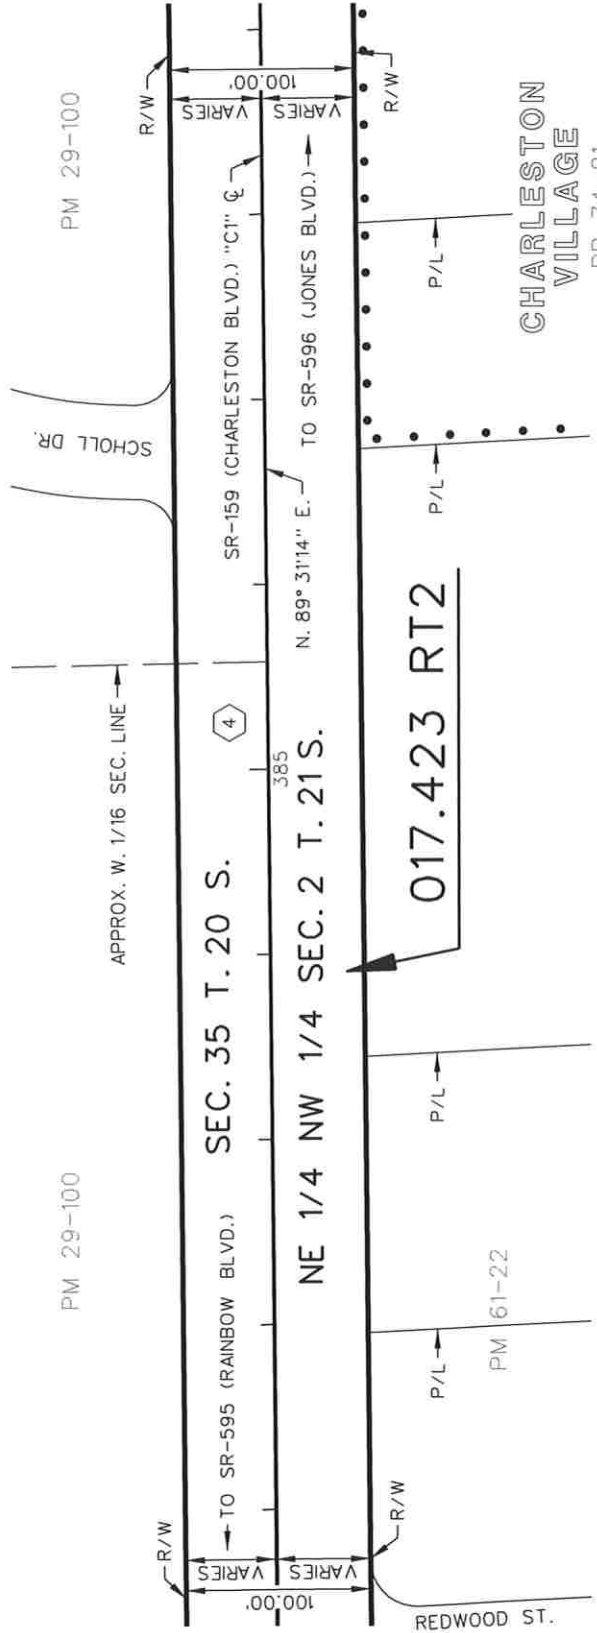 PM 29-100
PM 29-100
APPROX. W. 1/16 SEC. LINE
SCHOLL DR.
R/W
R/W
VARIES
VARIES
100.00'
TO SR-595 (RAINBOW BLVD.)
SEC. 35 T. 20 S.
4
SR-159 (CHARLESTON BLVD.) "C1" ℄
VARIES
VARIES
100.00'
385
N. 89° 31'14" E.
TO SR-596 (JONES BLVD.)
NE 1/4 NW 1/4 SEC. 2 T. 21 S.
R/W
R/W
017.423 RT2
P/L
P/L
P/L
P/L
PM 61-22
REDWOOD ST.
CHARLESTON
VILLAGE